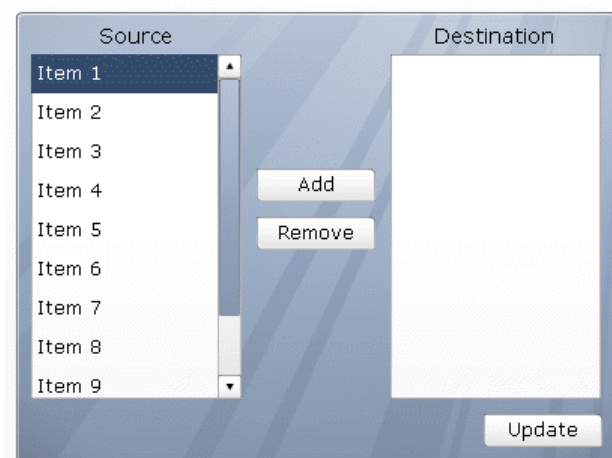 Source
Item 1
Item 2
Item 3
Item 4
Item 5
Item 6
Item 7
Item 8
Item 9
Add
Remove
Destination
Update